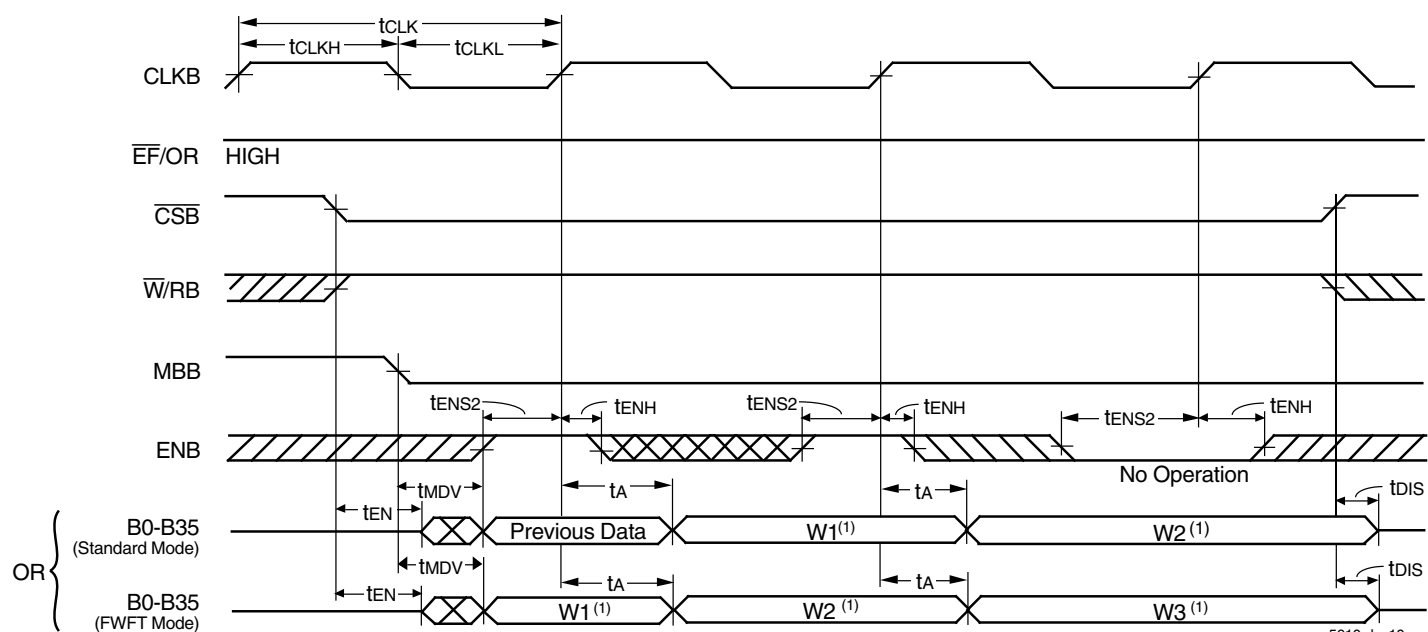 tCLK
tCLKH tCLKL
CLKB
EF/OR HIGH
CSB
W/RB
MBB
tENS2 tENH tENS2 tENH tENS2 tENH
ENB
No Operation
tMDV tA tA tDIS
tEN
B0-B35 Previous Data W1(1) W2(1)
(Standard Mode)
OR
tMDV tA tA tDIS
tEN
B0-B35 W1(1) W2(1) W3(1)
(FWFT Mode)